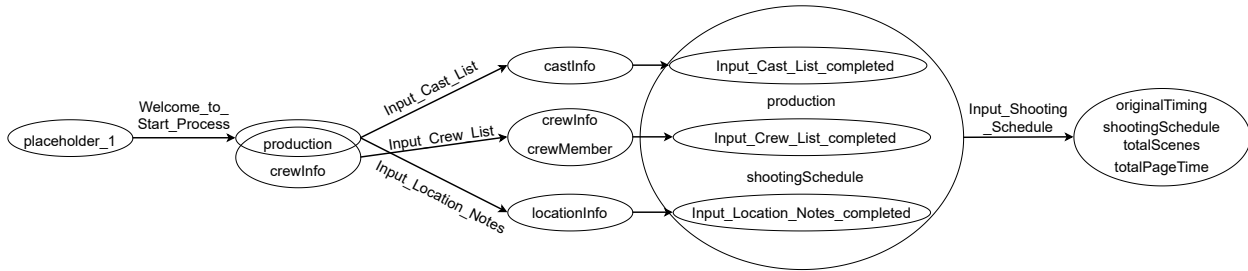 placeholder_1
Welcome_to_
Start_Process
production
crewInfo
Input_Cast_List
Input_Crew_List
Input_Location_Notes
castInfo
crewInfo
crewMember
locationInfo
Input_Cast_List_completed
production
Input_Crew_List_completed
shootingSchedule
Input_Location_Notes_completed
Input_Shooting
_Schedule
originalTiming
shootingSchedule
totalScenes
totalPageTime